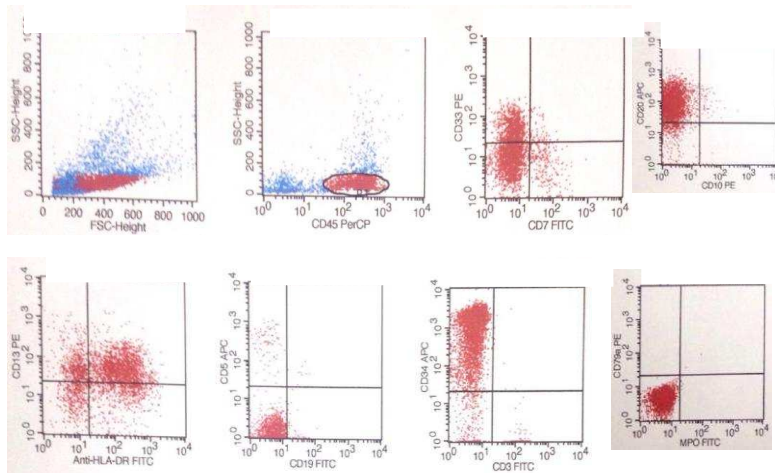 SSC-Height
1000
800
600
400
200
0
0 200 400 600 800 1000
FSC-Height
SSC-Height
1000
800
600
400
200
0
10⁰ 10¹ 10² 10³ 10⁴
CD45 PerCP
CD33 PE
10⁴
10³
10²
10¹
10⁰
10⁰ 10¹ 10² 10³ 10⁴
CD7 FITC
CD20 APC
10⁴
10³
10²
10¹
10⁰
10⁰ 10¹ 10² 10³
CD10 PE
CD13 PE
10⁴
10³
10²
10¹
10⁰
10⁰ 10¹ 10² 10³ 10⁴
Anti-HLA-DR FITC
CD5 APC
10⁴
10³
10²
10¹
10⁰
10⁰ 10¹ 10² 10³ 10⁴
CD19 FITC
CD34 APC
10⁴
10³
10²
10¹
10⁰
10⁰ 10¹ 10² 10³ 10⁴
CD3 FITC
CD79a PE
10⁴
10³
10²
10¹
10⁰
10⁰ 10¹ 10² 10³ 10⁴
MPO FITC